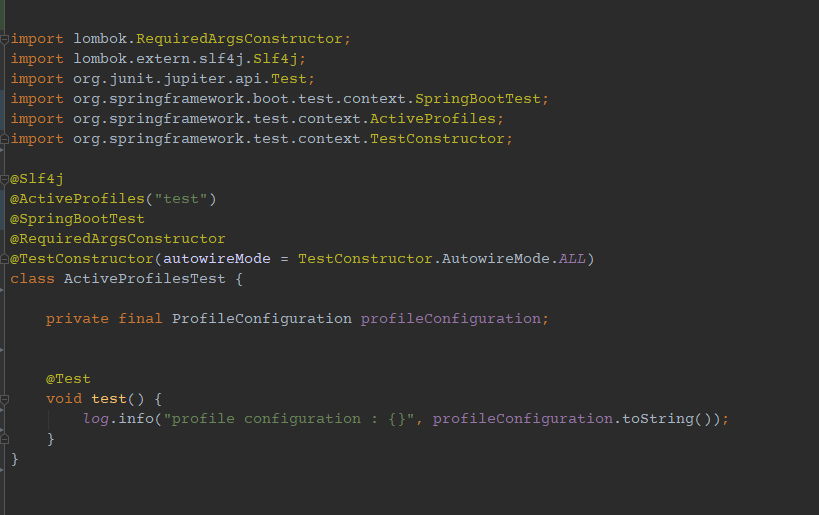 import lombok.RequiredArgsConstructor;
import lombok.extern.slf4j.Slf4j;
import org.junit.jupiter.api.Test;
import org.springframework.boot.test.context.SpringBootTest;
import org.springframework.test.context.ActiveProfiles;
import org.springframework.test.context.TestConstructor;
@Slf4j
@ActiveProfiles("test")
@SpringBootTest
@RequiredArgsConstructor
@TestConstructor(autowireMode = TestConstructor.AutowireMode.ALL)
class ActiveProfilesTest {
private final ProfileConfiguration profileConfiguration;
@Test
void test() {
log.info("profile configuration : {}", profileConfiguration.toString());
}
}